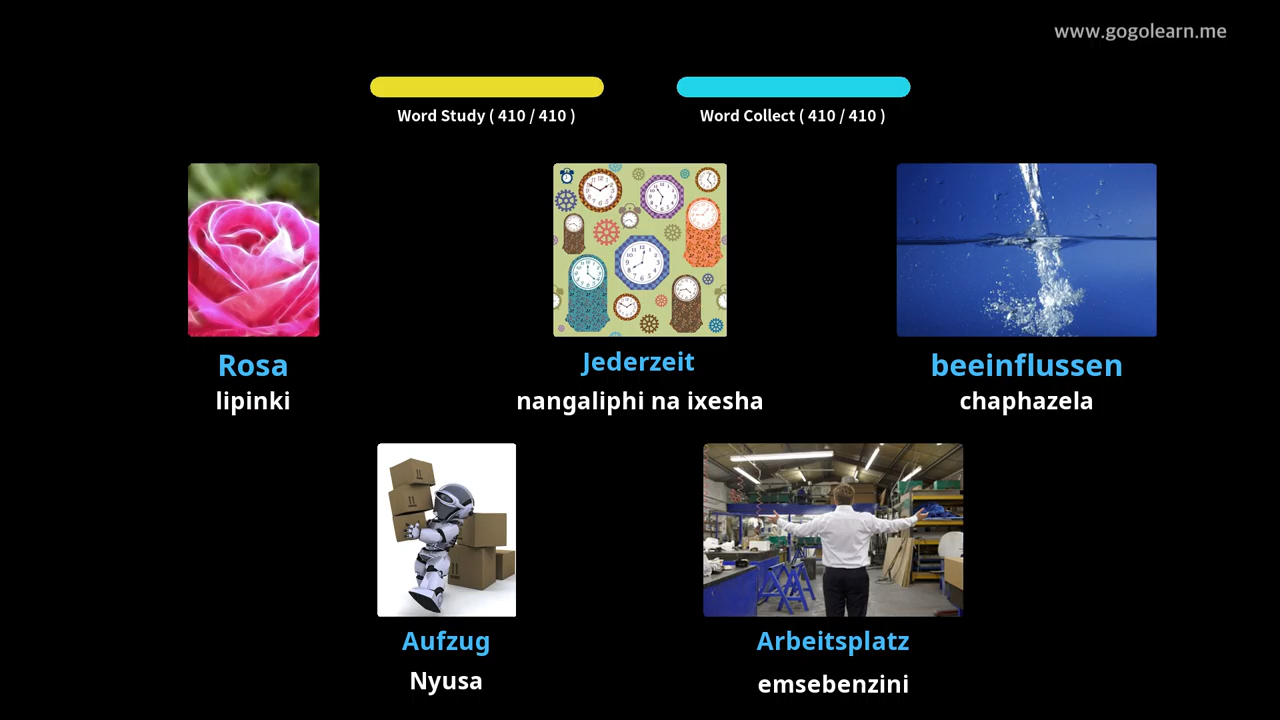 www.gogolearn.me
Word Study ( 410 / 410 )
Word Collect ( 410 / 410 )
Rosa
lipinki
Jederzeit
nangaliphi na ixesha
beeinflussen
chaphazela
Aufzug
Nyusa
Arbeitsplatz
emsebenzini